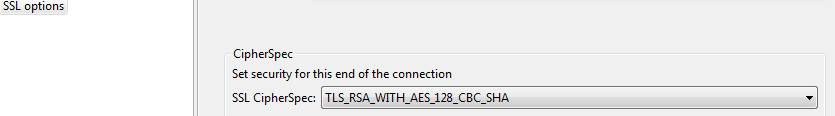 SSL options
CipherSpec
Set security for this end of the connection
SSL CipherSpec: TLS_RSA_WITH_AES_128_CBC_SHA